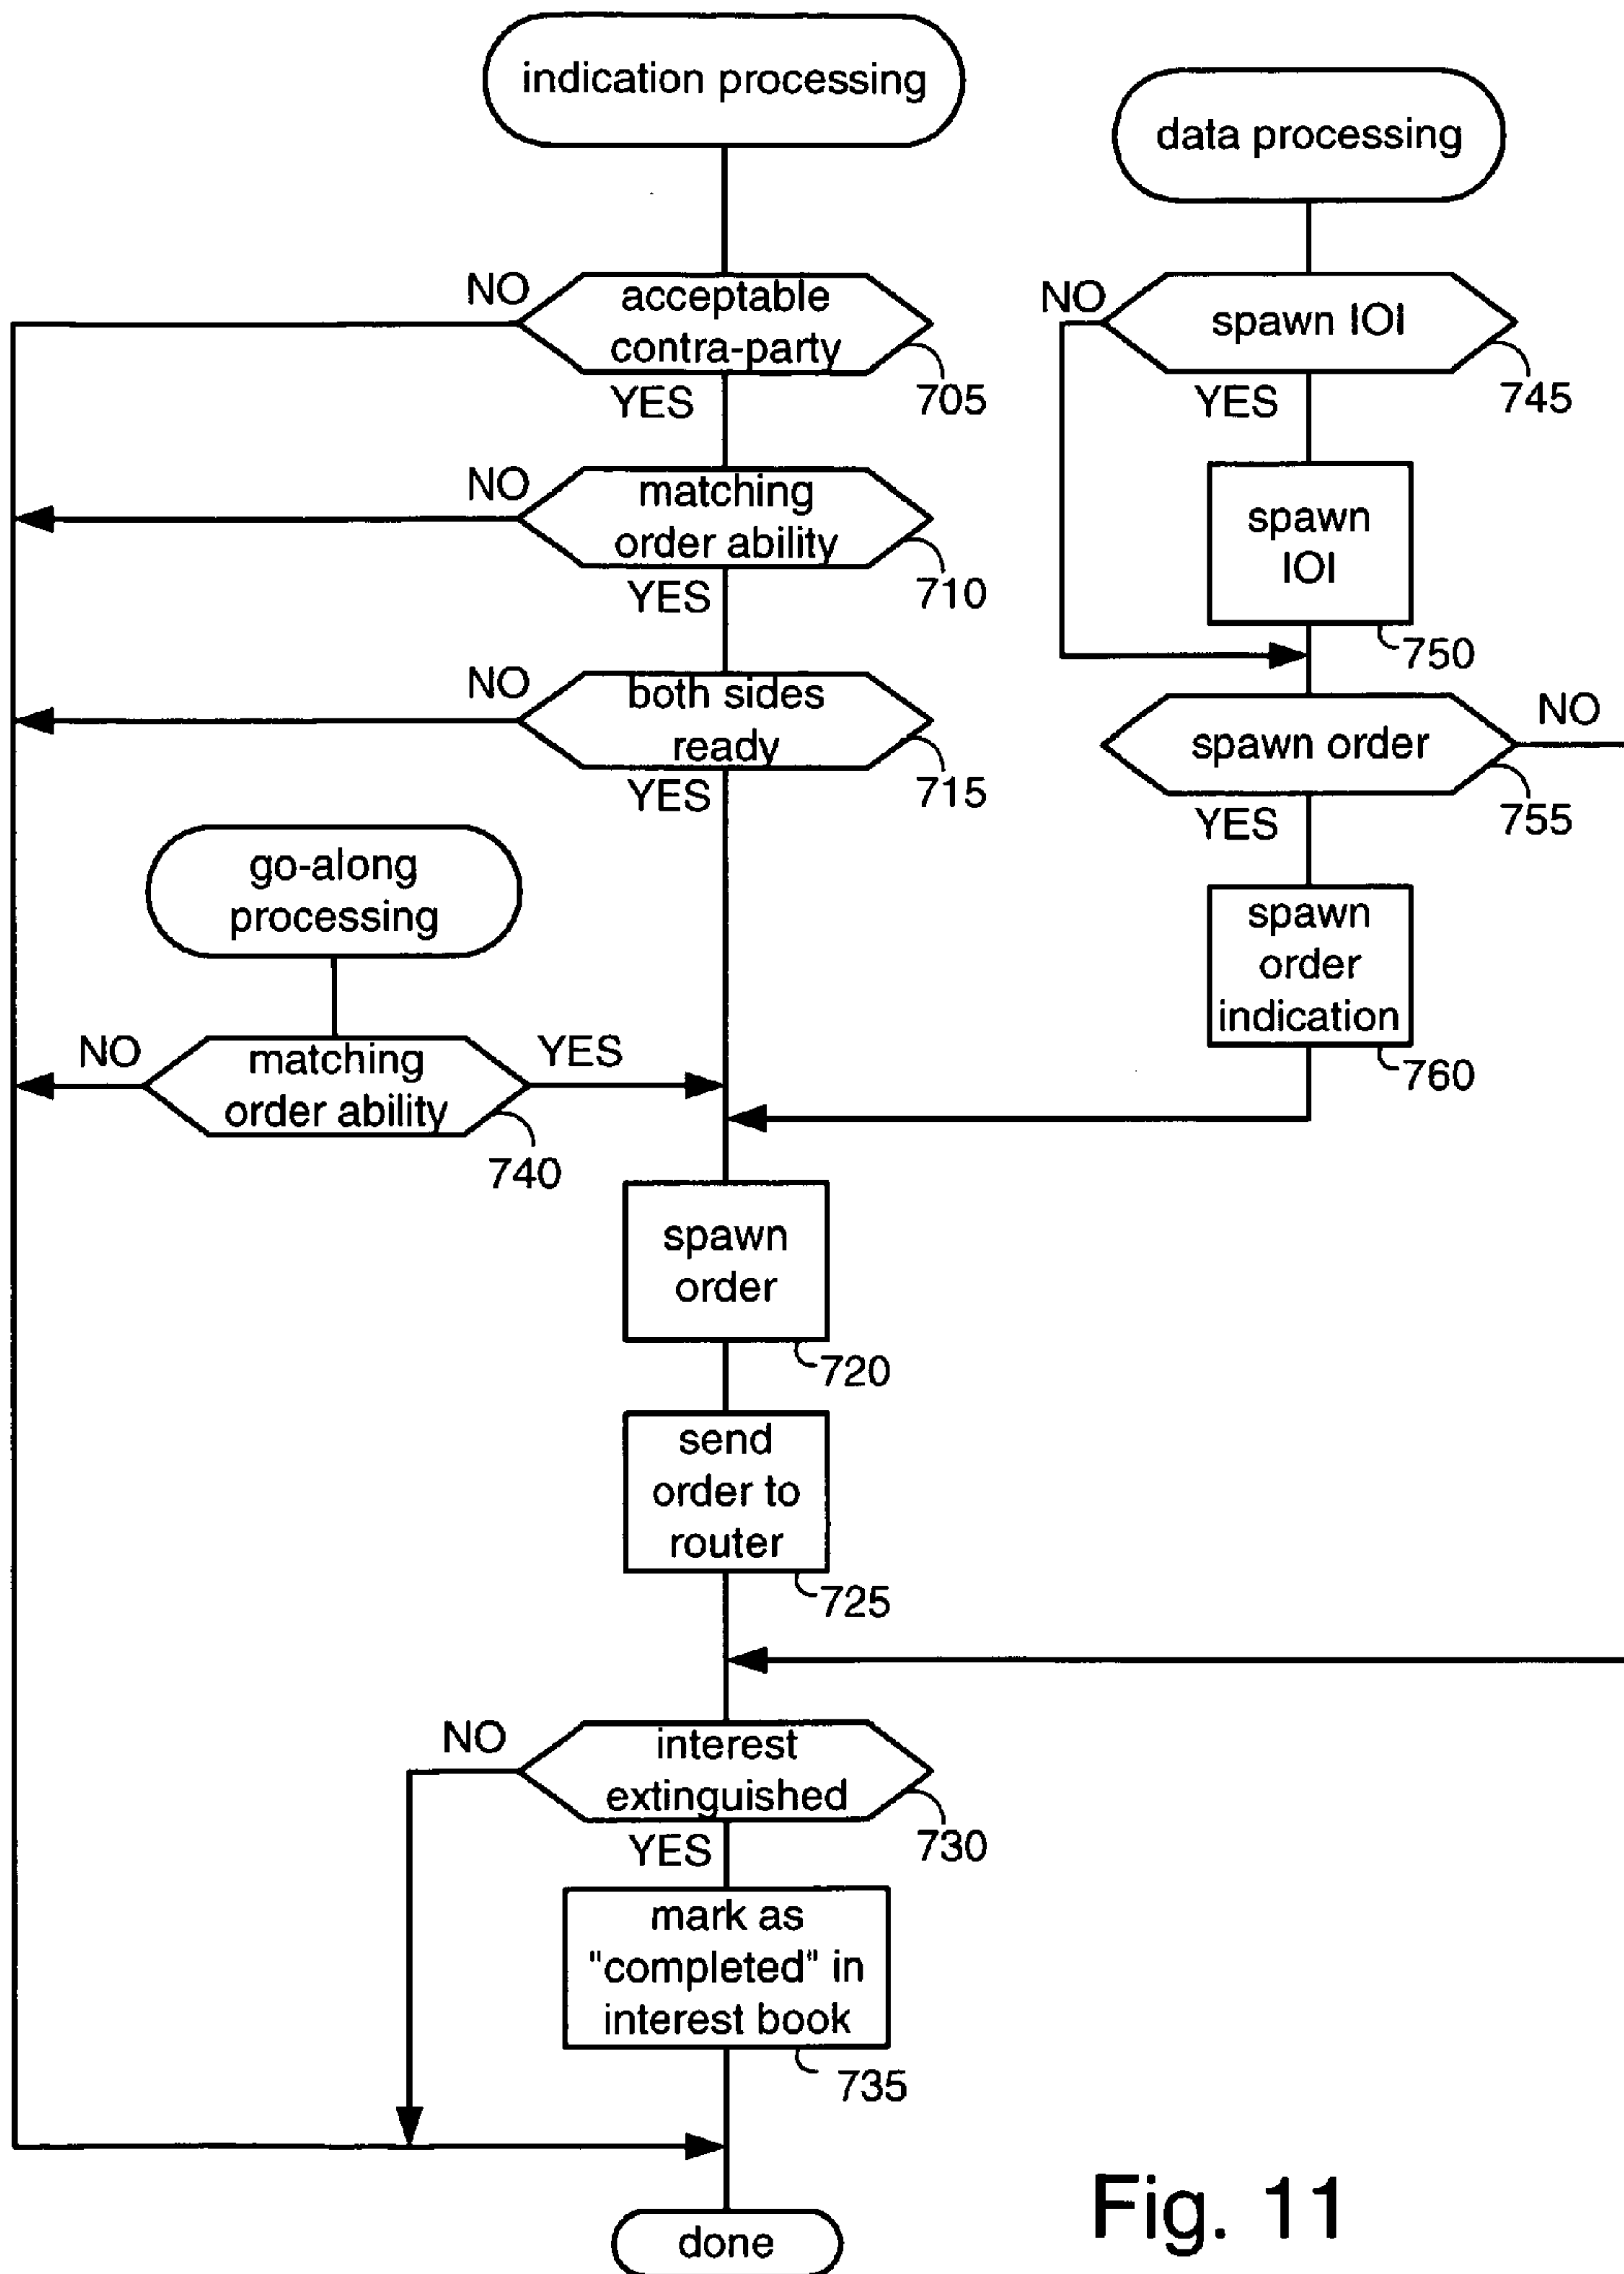 indication processing
data processing
NO
acceptable
contra-party
705
YES
NO
spawn IOI
745
YES
NO
matching
order ability
710
YES
spawn
IOI
750
NO
both sides
ready
715
YES
spawn order
NO
755
YES
go-along
processing
spawn
order
indication
760
NO
matching
order ability
YES
740
spawn
order
720
send
order to
router
725
NO
interest
extinguished
730
YES
mark as
"completed" in
interest book
735
done
Fig. 11